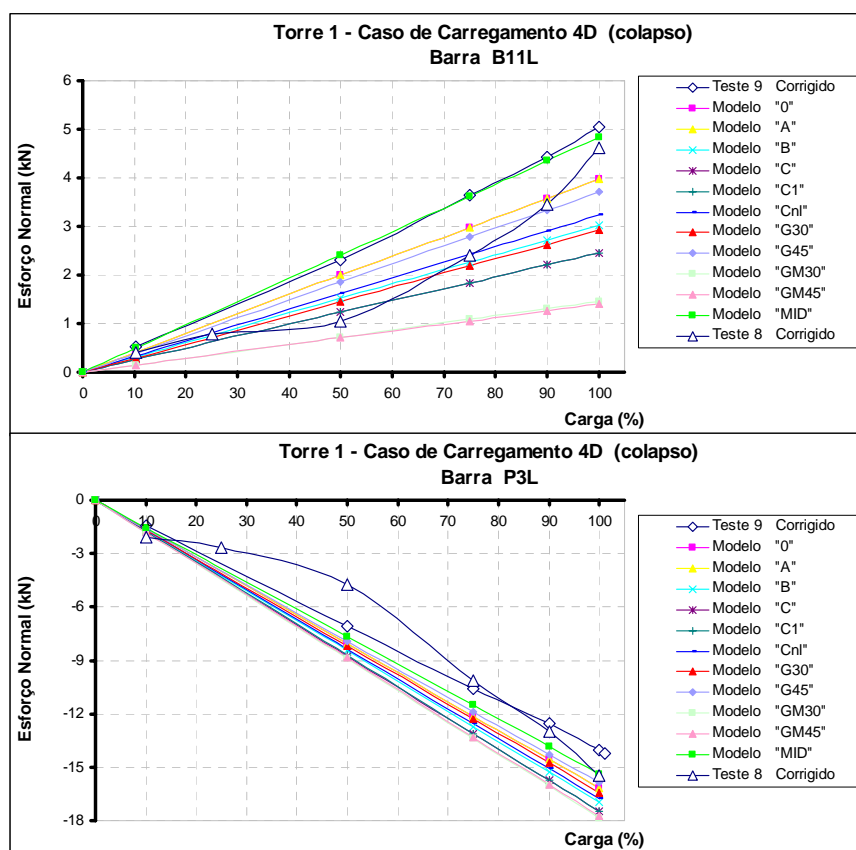 Torre 1 - Caso de Carregamento 4D (colapso)
Barra B11L
Esforço Normal (kN)
6
5
4
3
2
1
0
0 10 20 30 40 50 60 70 80 90 100
Carga (%)
Teste 9 Corrigido
Modelo "0"
Modelo "A"
Modelo "B"
Modelo "C"
Modelo "C1"
Modelo "Cnl"
Modelo "G30"
Modelo "G45"
Modelo "GM30"
Modelo "GM45"
Modelo "MID"
Teste 8 Corrigido
Torre 1 - Caso de Carregamento 4D (colapso)
Barra P3L
Esforço Normal (kN)
0
-3
-6
-9
-12
-15
-18
0 10 20 30 40 50 60 70 80 90 100
Carga (%)
Teste 9 Corrigido
Modelo "0"
Modelo "A"
Modelo "B"
Modelo "C"
Modelo "C1"
Modelo "Cnl"
Modelo "G30"
Modelo "G45"
Modelo "GM30"
Modelo "GM45"
Modelo "MID"
Teste 8 Corrigido